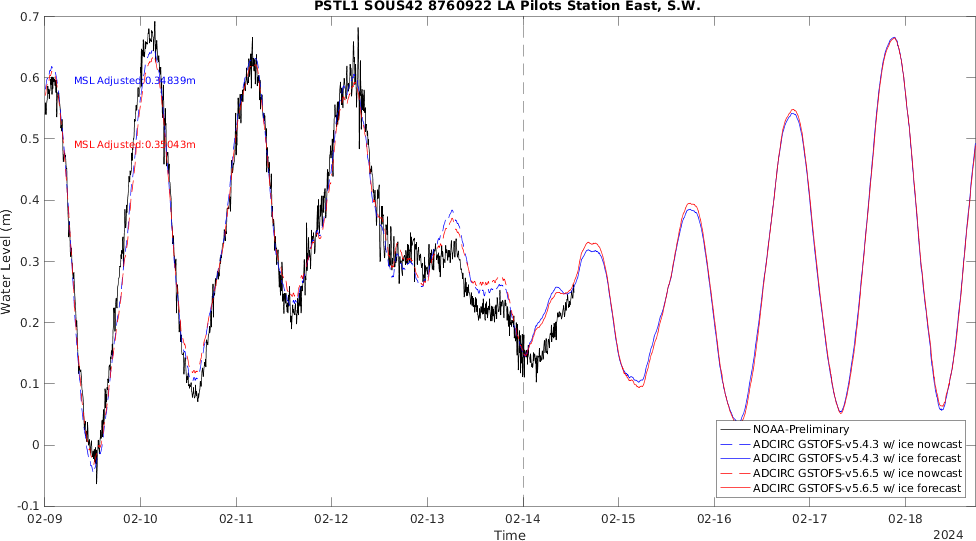 PSTL1 SOUS42 8760922 LA Pilots Station East, S.W.
0.7
0.6
0.5
0.4
0.3
0.2
0.1
0
-0.1
Water Level (m)
MSL Adjusted:0.34839m
MSL Adjusted:0.35043m
NOAA-Preliminary
ADCIRC GSTOFS-v5.4.3 w/ ice nowcast
ADCIRC GSTOFS-v5.4.3 w/ ice forecast
ADCIRC GSTOFS-v5.6.5 w/ ice nowcast
ADCIRC GSTOFS-v5.6.5 w/ ice forecast
02-09 02-10 02-11 02-12 02-13 02-14 02-15 02-16 02-17 02-18
Time
2024